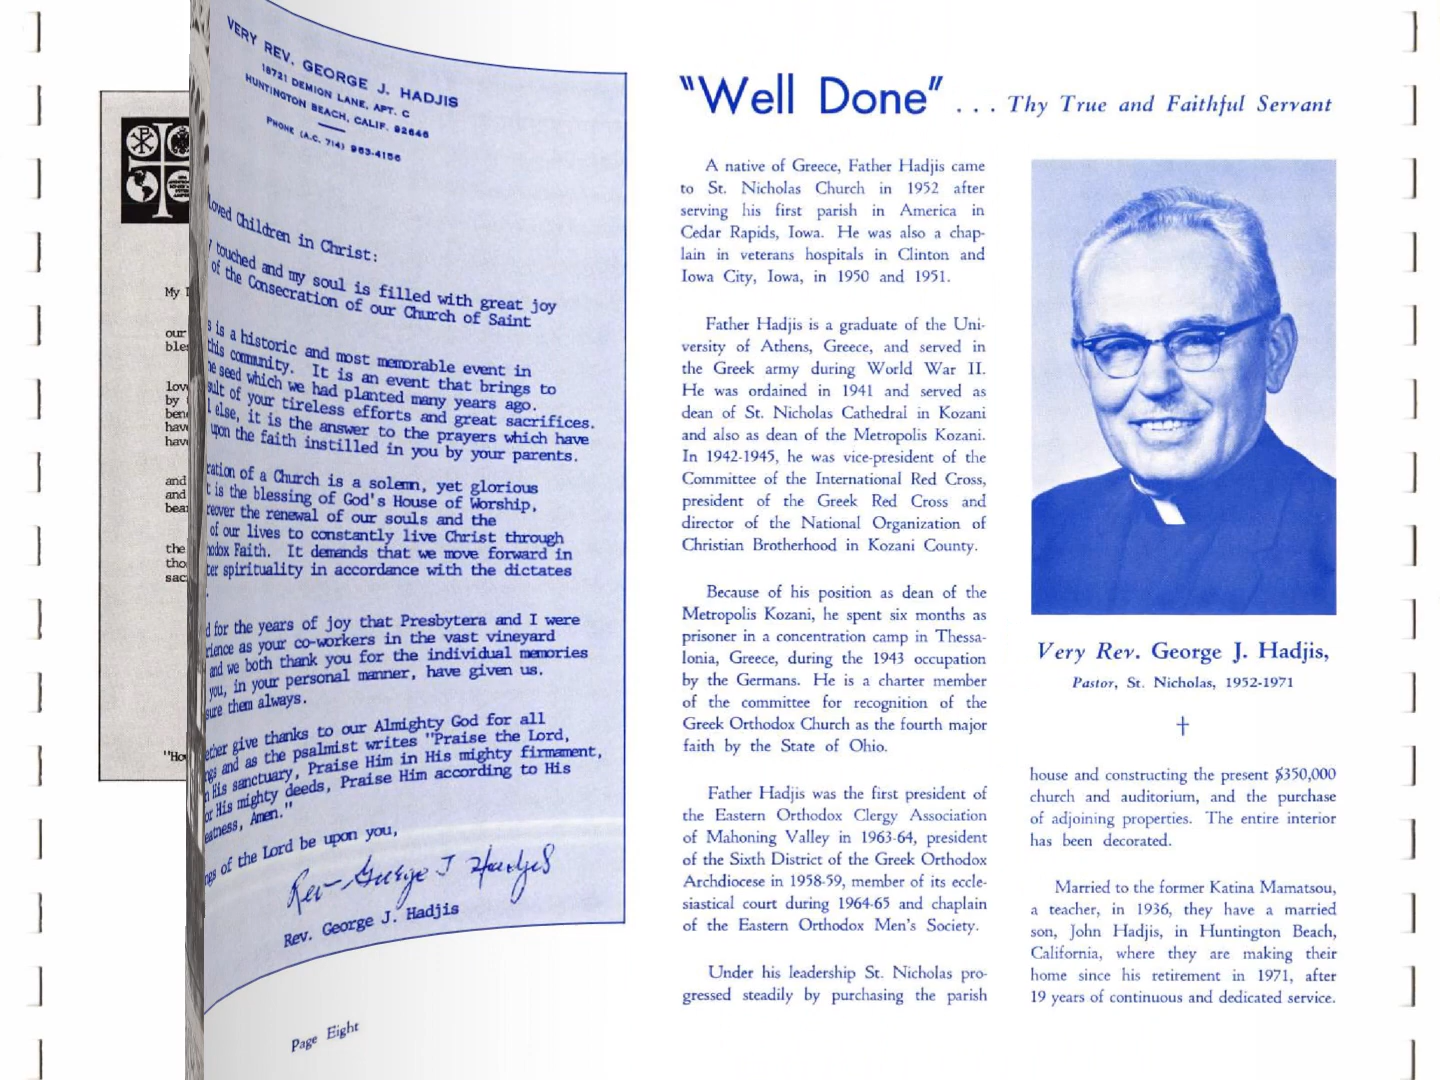 My
our
by
and
and
the
VERY REV. GEORGE J. HADJIS
18721 DEMION LANE, APT. C
HUNTINGTON BEACH, CALIF. 92646
PHONE (A.C. 714) 963-4156
Children in Christ:
touched and my soul is filled with great joy
of the Consecration of our Church of Saint
is a historic and most memorable event in
this community. It is an event that brings to
seed which we had planted many years ago.
of your tireless efforts and great sacrifices.
else, it is the answer to the prayers which have
upon the faith instilled in you by your parents.
of a Church is a solemn, yet glorious
is the blessing of God's House of Worship,
the renewal of our souls and the
of our lives to constantly live Christ through
Faith. It demands that we move forward in
spirituality in accordance with the dictates
for the years of joy that Presbytera and I were
as your co-workers in the vast vineyard
and we both thank you for the individual memories
you, in your personal manner, have given us.
them always.
give thanks to our Almighty God for all
and as the psalmist writes "Praise the Lord,
His sanctuary, Praise Him in His mighty firmament,
His mighty deeds, Praise Him according to His
Amen."
of the Lord be upon you,
Rev George J Hadjis
Rev. George J. Hadjis
Page Eight
"Well Done" . . . Thy True and Faithful Servant
A native of Greece, Father Hadjis came
to St. Nicholas Church in 1952 after
serving his first parish in America in
Cedar Rapids, Iowa. He was also a chap-
lain in veterans hospitals in Clinton and
Iowa City, Iowa, in 1950 and 1951.
Father Hadjis is a graduate of the Uni-
versity of Athens, Greece, and served in
the Greek army during World War II.
He was ordained in 1941 and served as
dean of St. Nicholas Cathedral in Kozani
and also as dean of the Metropolis Kozani.
In 1942-1945, he was vice-president of the
Committee of the International Red Cross,
president of the Greek Red Cross and
director of the National Organization of
Christian Brotherhood in Kozani County.
Because of his position as dean of the
Metropolis Kozani, he spent six months as
prisoner in a concentration camp in Thessa-
lonia, Greece, during the 1943 occupation
by the Germans. He is a charter member
of the committee for recognition of the
Greek Orthodox Church as the fourth major
faith by the State of Ohio.
Father Hadjis was the first president of
the Eastern Orthodox Clergy Association
of Mahoning Valley in 1963-64, president
of the Sixth District of the Greek Orthodox
Archdiocese in 1958-59, member of its eccle-
siastical court during 1964-65 and chaplain
of the Eastern Orthodox Men's Society.
Under his leadership St. Nicholas pro-
gressed steadily by purchasing the parish
Very Rev. George J. Hadjis,
Pastor, St. Nicholas, 1952-1971
house and constructing the present $350,000
church and auditorium, and the purchase
of adjoining properties. The entire interior
has been decorated.
Married to the former Katina Mamatsou,
a teacher, in 1936, they have a married
son, John Hadjis, in Huntington Beach,
California, where they are making their
home since his retirement in 1971, after
19 years of continuous and dedicated service.